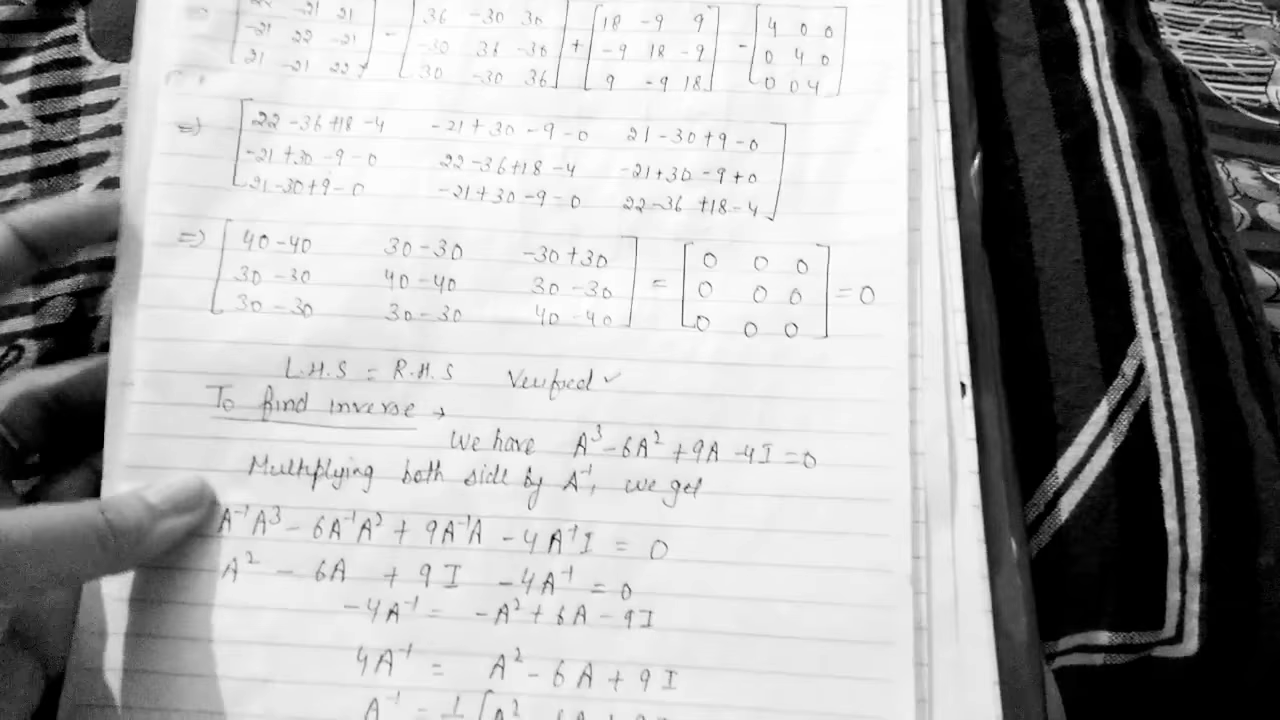 22 -21 21 36 -30 30 18 -9 9 4 0 0
-21 22 -21 - -30 36 -30 + -9 18 -9 - 0 4 0
21 -21 22 30 -30 36 9 -9 18 0 0 4
=> 22-36+18-4 -21+30-9-0 21-30+9-0
-21+30-9-0 22-36+18-4 -21+30-9+0
21-30+9-0 -21+30-9-0 22-36+18-4
=> 40-40 30-30 -30+30 0 0 0
30-30 40-40 30-30 = 0 0 0 = 0
30-30 30-30 40-40 0 0 0
L.H.S = R.H.S Verified ✓
To find inverse →
We have A³-6A²+9A-4I=0
Multiplying both side by A⁻¹, we get
A⁻¹A³ - 6A⁻¹A² + 9A⁻¹A - 4A⁻¹I = 0
A² - 6A + 9I - 4A⁻¹ = 0
-4A⁻¹ = -A² + 6A - 9I
4A⁻¹ = A² - 6A + 9I
A⁻¹ = 1 [A²